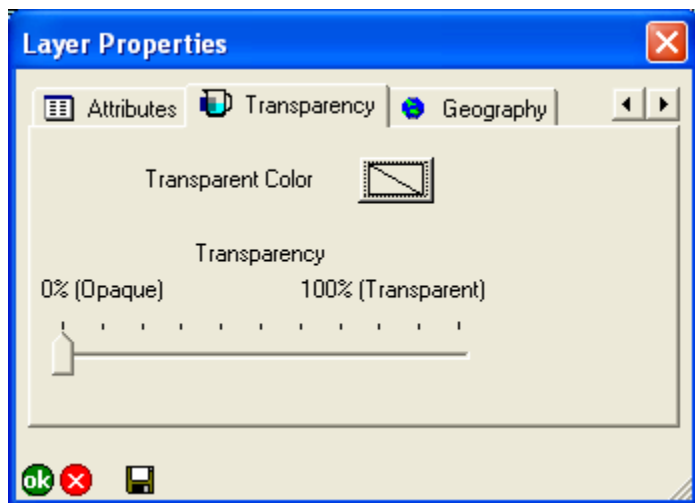 Layer Properties
Attributes Transparency Geography
Transparent Color
Transparency
0% (Opaque) 100% (Transparent)
ok